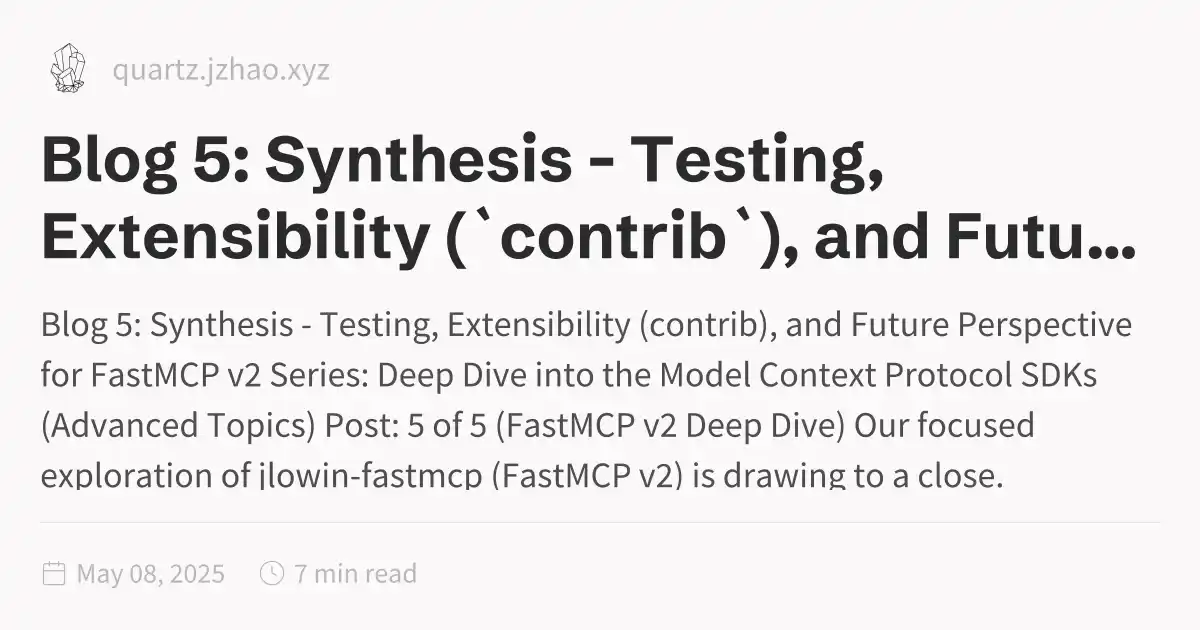 quartz.jzhao.xyz
Blog 5: Synthesis - Testing,
Extensibility (`contrib`), and Futu...
Blog 5: Synthesis - Testing, Extensibility (contrib), and Future Perspective
for FastMCP v2 Series: Deep Dive into the Model Context Protocol SDKs
(Advanced Topics) Post: 5 of 5 (FastMCP v2 Deep Dive) Our focused
exploration of jlowin-fastmcp (FastMCP v2) is drawing to a close.
May 08, 2025
7 min read